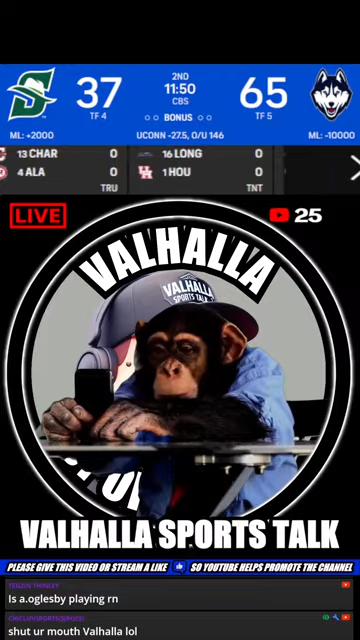 S
37
TF 4
2ND
11:50
CBS
BONUS
65
TF 5
ML: +2000
UCONN -27.5, O/U 146
ML: -10000
13 CHAR 0
4 ALA 0
TRU
16 LONG 0
1 HOU 0
TNT
LIVE
25
VALHALLA
VALHALLA
SPORTS TALK
VALHALLA SPORTS TALK
PLEASE GIVE THIS VIDEO OR STREAM A LIKE SO YOUTUBE HELPS PROMOTE THE CHANNEL
Is a.oglesby playing rn
shut ur mouth Valhalla lol